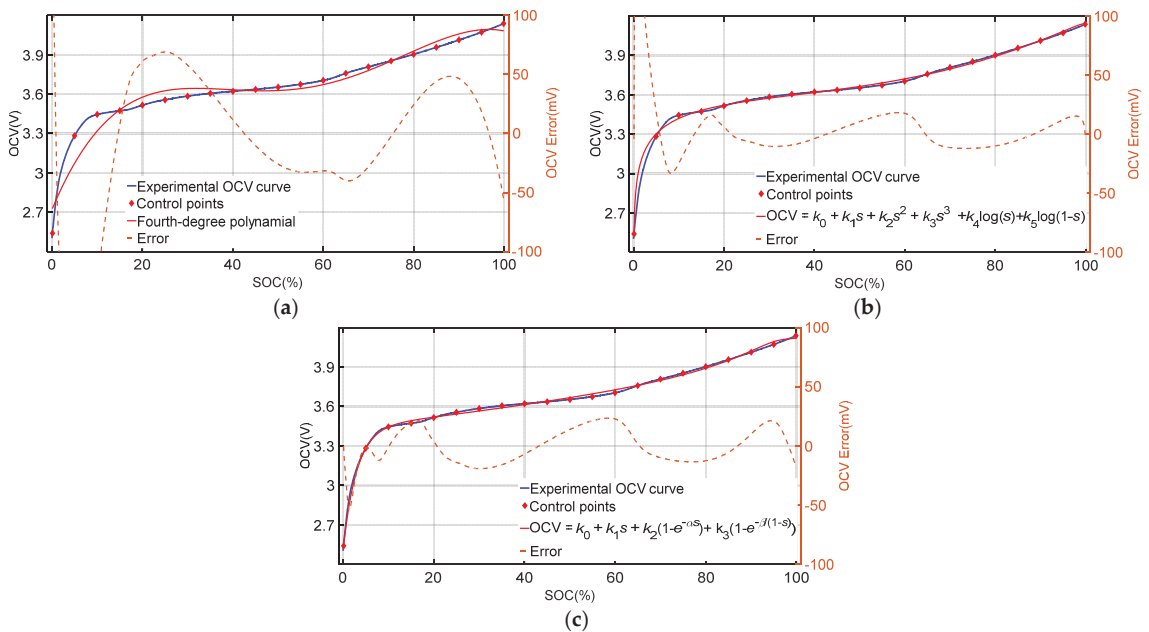 100
50
0
-50
-100
OCV Error(mV)
3.9
3.6
3.3
3
2.7
OCV(V)
Experimental OCV curve
Control points
Fourth-degree polynamial
Error
0 20 40 60 80 100
SOC(%)
(a)
100
50
0
-50
-100
OCV Error(mV)
3.9
3.6
3.3
3
2.7
OCV(V)
Experimental OCV curve
Control points
OCV = k₀ + k₁s + k₂s² + k₃s³ +k₄log(s)+k₅log(1-s)
Error
0 20 40 60 80 100
SOC(%)
(b)
100
50
0
-50
-100
OCV Error(mV)
3.9
3.6
3.3
3
2.7
OCV(V)
Experimental OCV curve
Control points
OCV = k₀ + k₁s + k₂(1-e^-αs)+ k₃(1-e^-β(1-s))
Error
0 20 40 60 80 100
SOC(%)
(c)